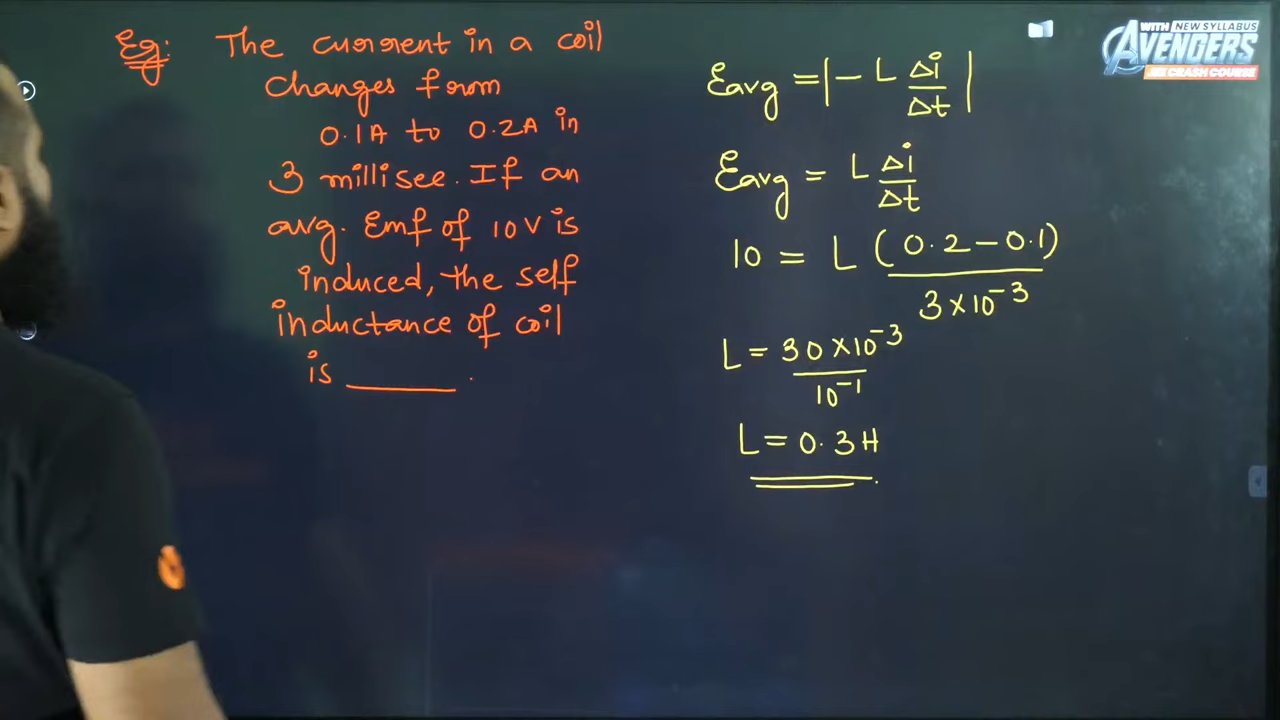 Eg: The current in a coil
changes from
0.1A to 0.2A in
3 millisec. If an
avg. Emf of 10V is
induced, the self
inductance of coil
is ______.
Eavg = |- L Δi/Δt|
Eavg = L Δi/Δt
10 = L (0.2-0.1)/3×10⁻³
L = 30×10⁻³/10⁻¹
L = 0.3H
WITH NEW SYLLABUS
AVENGERS
JEE CRASH COURSE